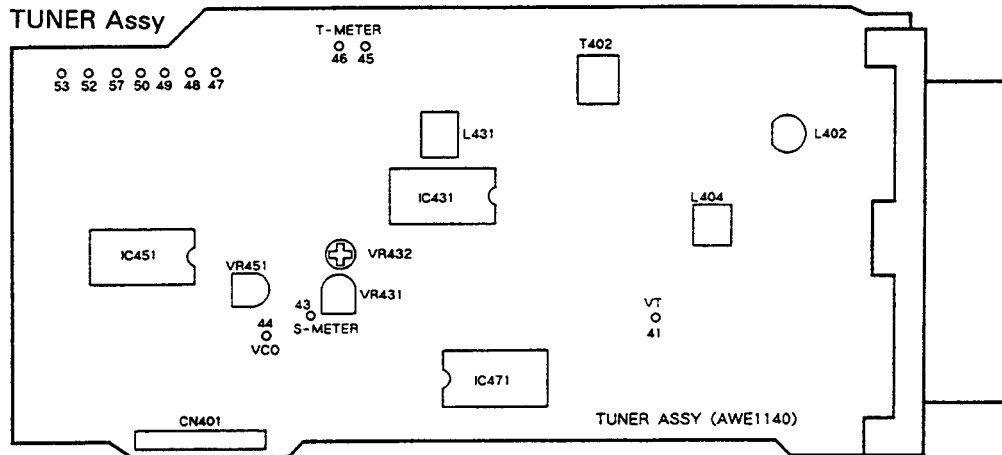 TUNER Assy
T-METER
46 45
T402
53 52 57 50 49 48 47
L431
L402
IC431
L404
IC451
VR432
VR451
VR431
43
S-METER
VT
41
44
VCO
IC471
CN401
TUNER ASSY (AWE1140)